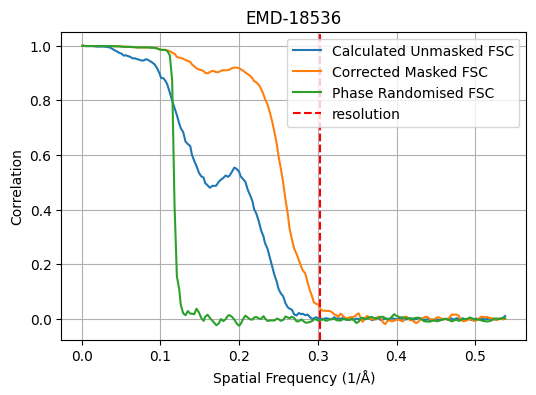 EMD-18536
Calculated Unmasked FSC
Corrected Masked FSC
Phase Randomised FSC
resolution
Correlation
1.0
0.8
0.6
0.4
0.2
0.0
0.0 0.1 0.2 0.3 0.4 0.5
Spatial Frequency (1/Å)